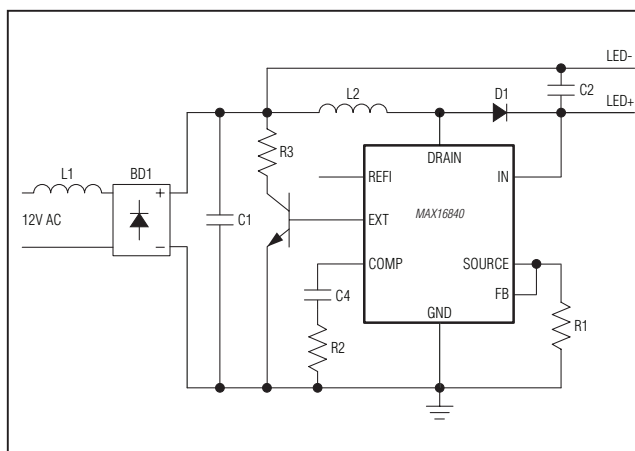 LED-
L2
D1
C2
LED+
R3
DRAIN
L1
BD1
REFI
IN
+
12V AC
C1
EXT
MAX16840
COMP
SOURCE
–
C4
FB
GND
R1
R2